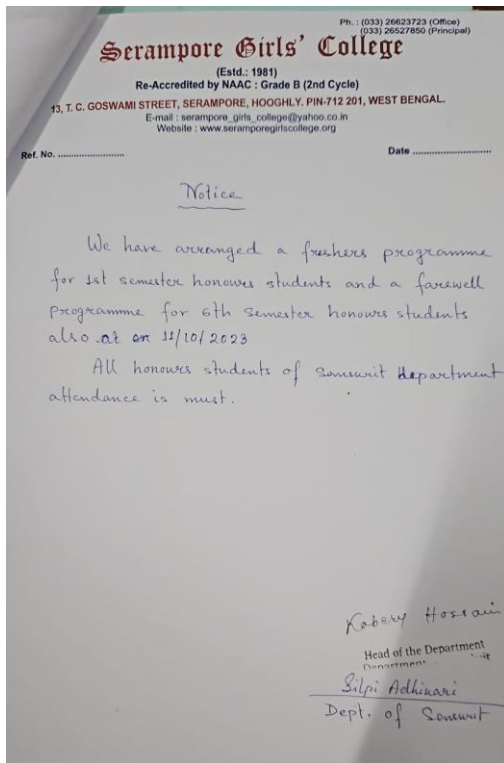 Ph. : (033) 26623723 (Office)
(033) 26527850 (Principal)
Serampore Girls' College
(Estd.: 1981)
Re-Accredited by NAAC : Grade B (2nd Cycle)
13, T. C. GOSWAMI STREET, SERAMPORE, HOOGHLY. PIN-712 201, WEST BENGAL.
E-mail : serampore_girls_college@yahoo.co.in
Website : www.seramporegirlscollege.org
Ref. No. ........................
Date ............................
Notice
We have arranged a freshers programme
for 1st semester honours students and a farewell
programme for 6th semester honours students
also at on 11/10/2023
All honours students of Sanskrit department
attendance is must.
Kabery Hossain
Head of the Department
Department
Silpi Adhikari
Dept. of Sanskrit